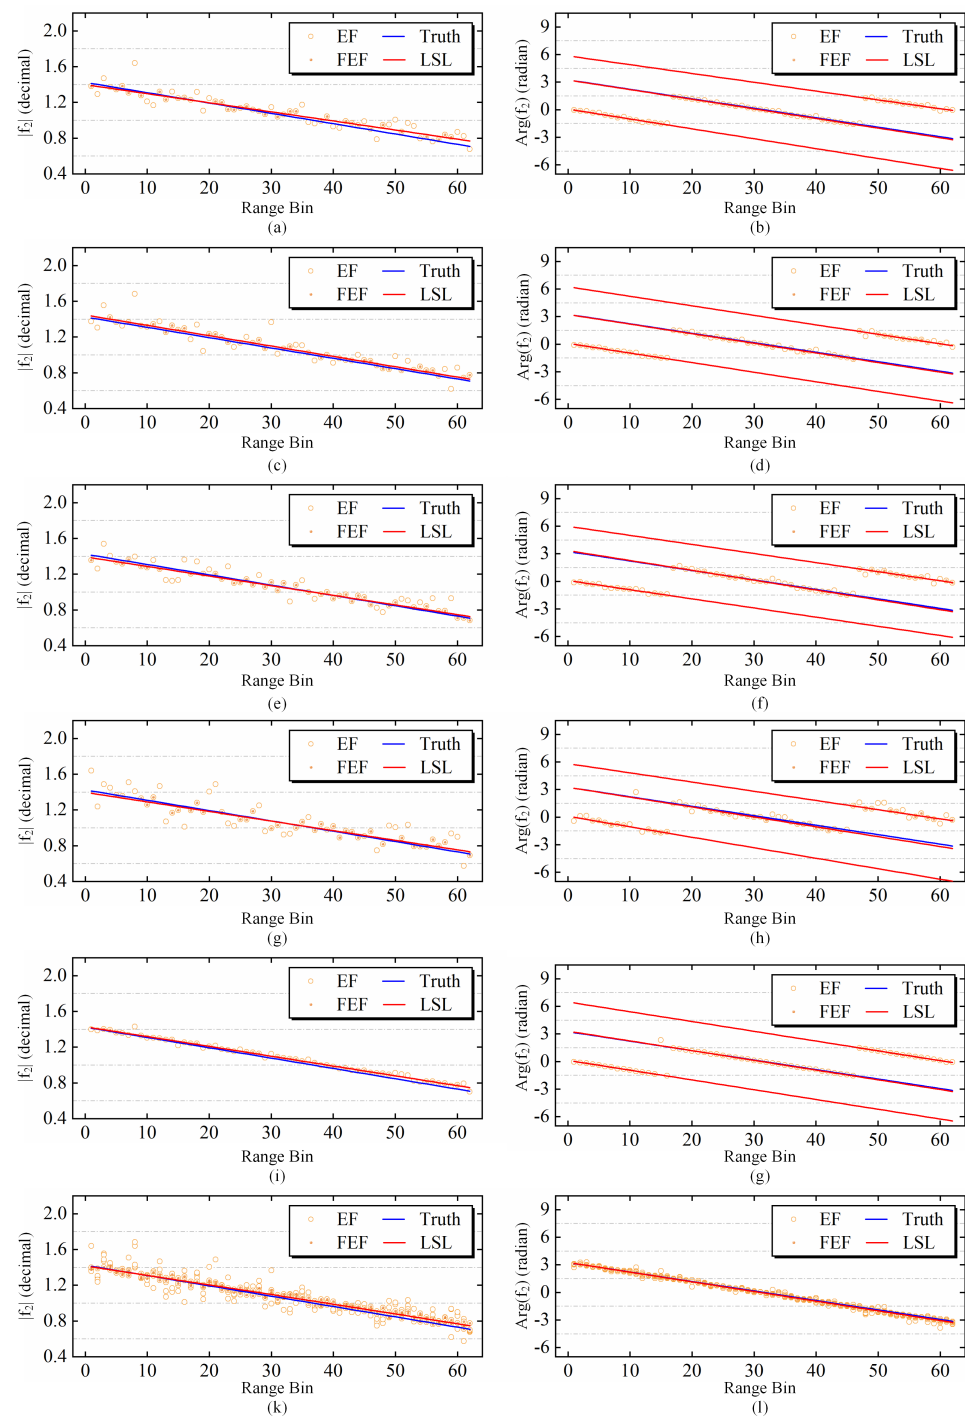 2.0
1.6
1.2
0.8
0.4
|f2| (decimal)
EF Truth
FEF LSL
0 10 20 30 40 50 60
Range Bin
(a)
9
6
3
0
-3
-6
Arg(f2) (radian)
EF Truth
FEF LSL
0 10 20 30 40 50 60
Range Bin
(b)
2.0
1.6
1.2
0.8
0.4
|f2| (decimal)
EF Truth
FEF LSL
0 10 20 30 40 50 60
Range Bin
(c)
9
6
3
0
-3
-6
Arg(f2) (radian)
EF Truth
FEF LSL
0 10 20 30 40 50 60
Range Bin
(d)
2.0
1.6
1.2
0.8
0.4
|f2| (decimal)
EF Truth
FEF LSL
0 10 20 30 40 50 60
Range Bin
(e)
9
6
3
0
-3
-6
Arg(f2) (radian)
EF Truth
FEF LSL
0 10 20 30 40 50 60
Range Bin
(f)
2.0
1.6
1.2
0.8
0.4
|f2| (decimal)
EF Truth
FEF LSL
0 10 20 30 40 50 60
Range Bin
(g)
9
6
3
0
-3
-6
Arg(f2) (radian)
EF Truth
FEF LSL
0 10 20 30 40 50 60
Range Bin
(h)
2.0
1.6
1.2
0.8
0.4
|f2| (decimal)
EF Truth
FEF LSL
0 10 20 30 40 50 60
Range Bin
(i)
9
6
3
0
-3
-6
Arg(f2) (radian)
EF Truth
FEF LSL
0 10 20 30 40 50 60
Range Bin
(g)
2.0
1.6
1.2
0.8
0.4
|f2| (decimal)
EF Truth
FEF LSL
0 10 20 30 40 50 60
Range Bin
(k)
9
6
3
0
-3
-6
Arg(f2) (radian)
EF Truth
FEF LSL
0 10 20 30 40 50 60
Range Bin
(l)